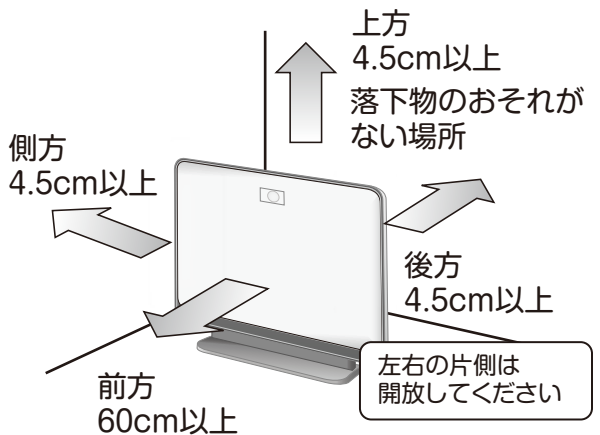 上方
4.5cm以上
落下物のおそれが
ない場所
側方
4.5cm以上
後方
4.5cm以上
左右の片側は
開放してください
前方
60cm以上